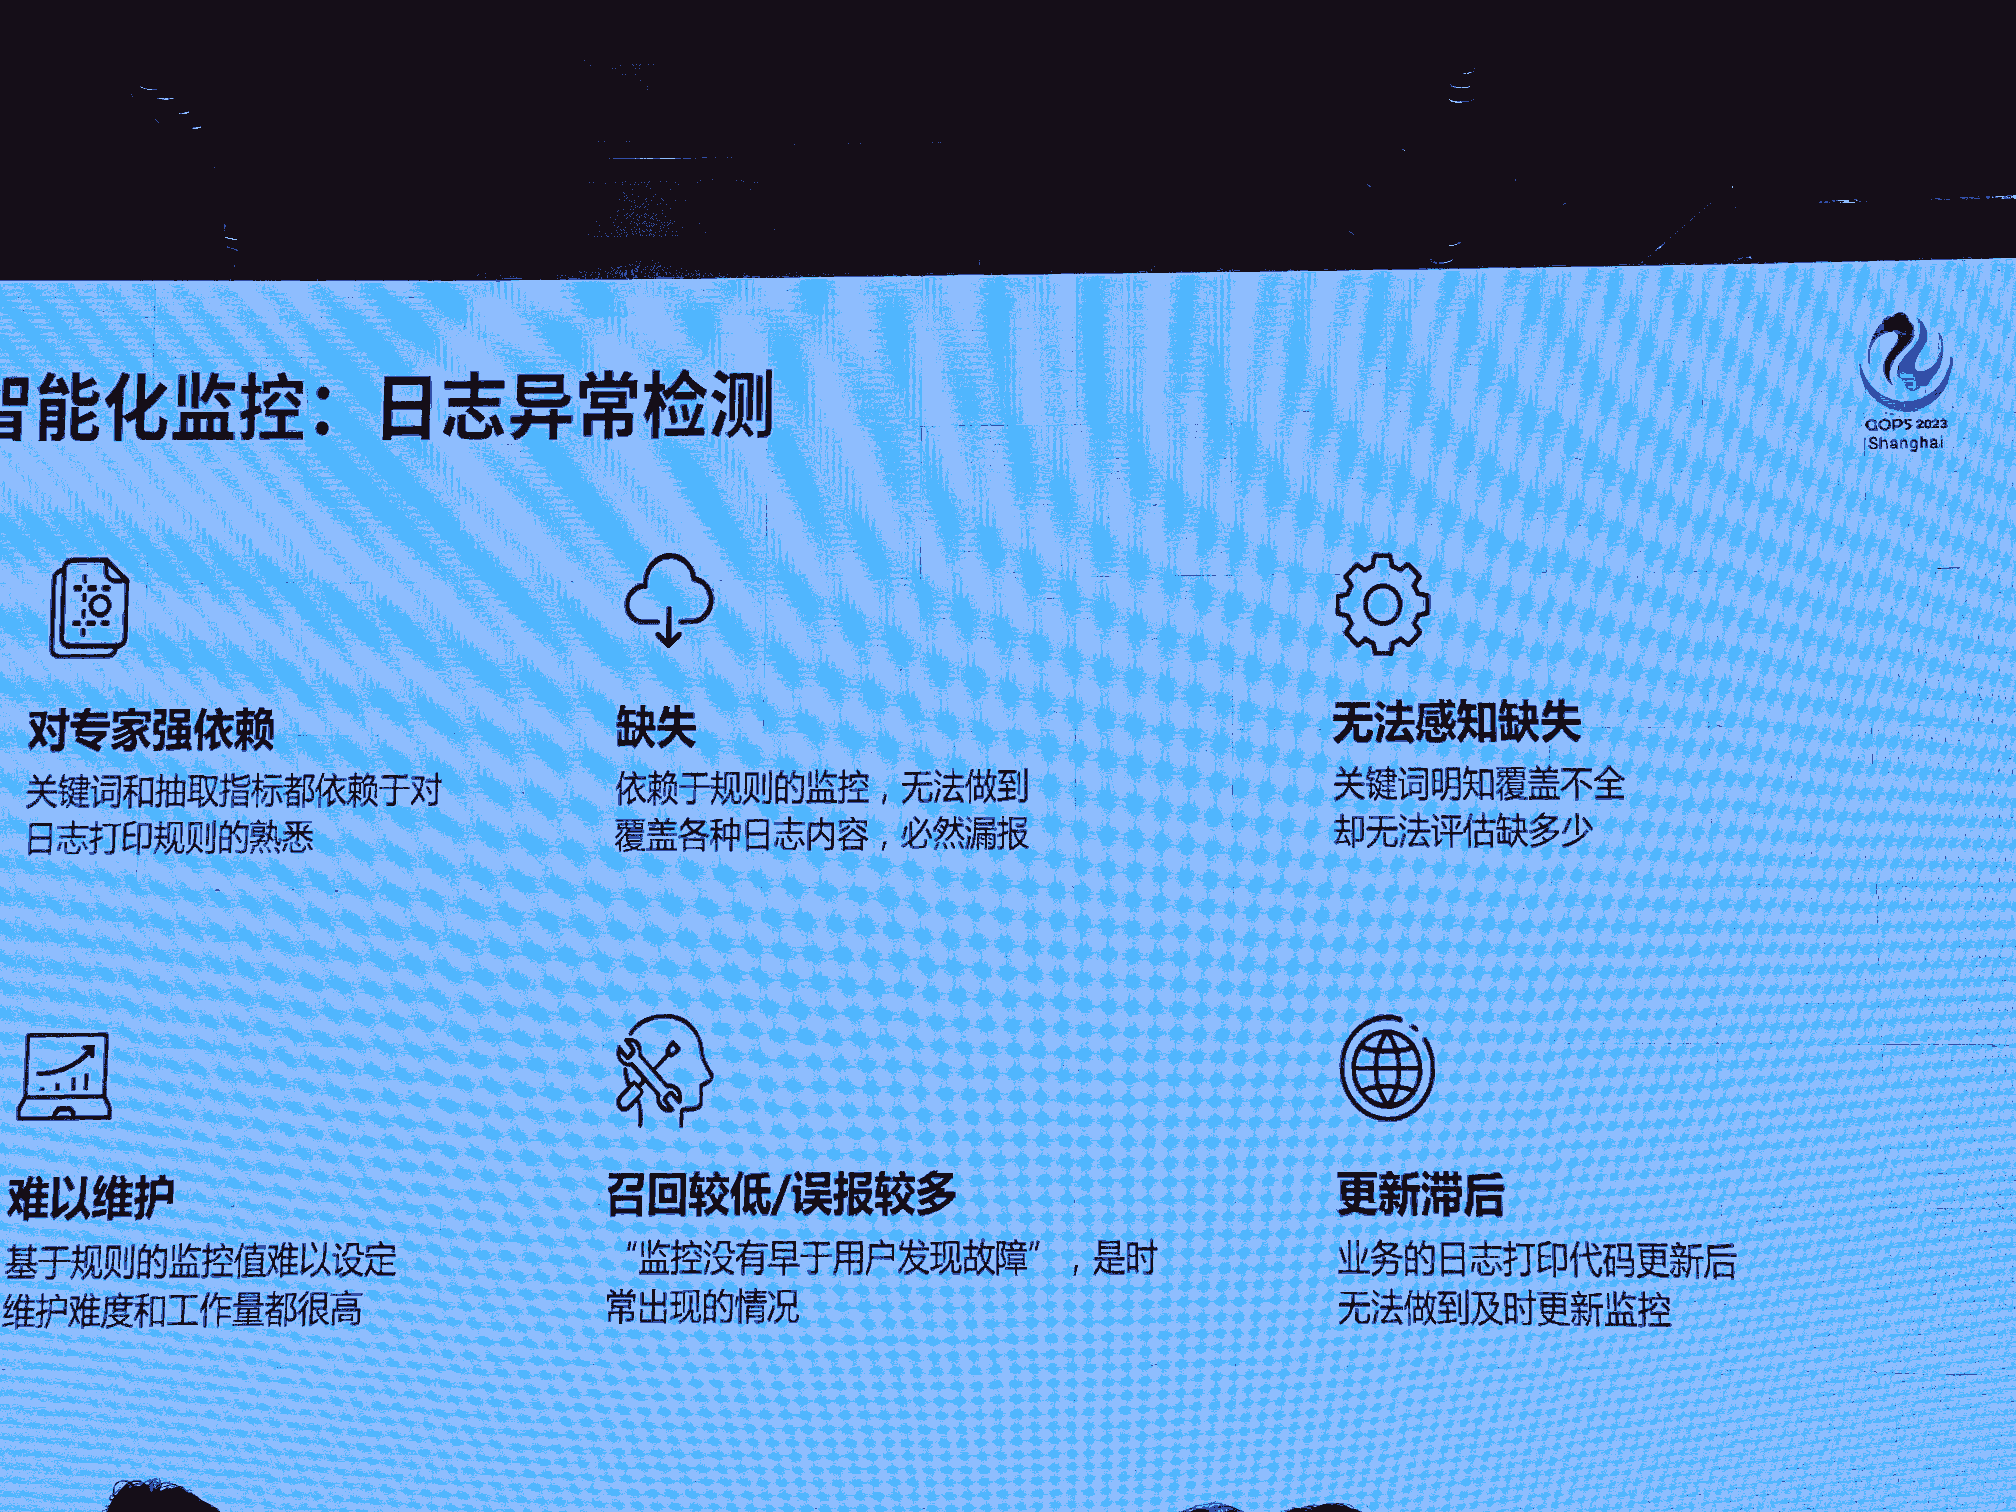 智能化监控：日志异常检测
GOPS 2023
Shanghai
对专家强依赖
关键词和抽取指标都依赖于对
日志打印规则的熟悉
缺失
依赖于规则的监控，无法做到
覆盖各种日志内容，必然漏报
无法感知缺失
关键词明知覆盖不全
却无法评估缺多少
难以维护
基于规则的监控值难以设定
维护难度和工作量都很高
召回较低/误报较多
“监控没有早于用户发现故障”，是时
常出现的情况
更新滞后
业务的日志打印代码更新后
无法做到及时更新监控